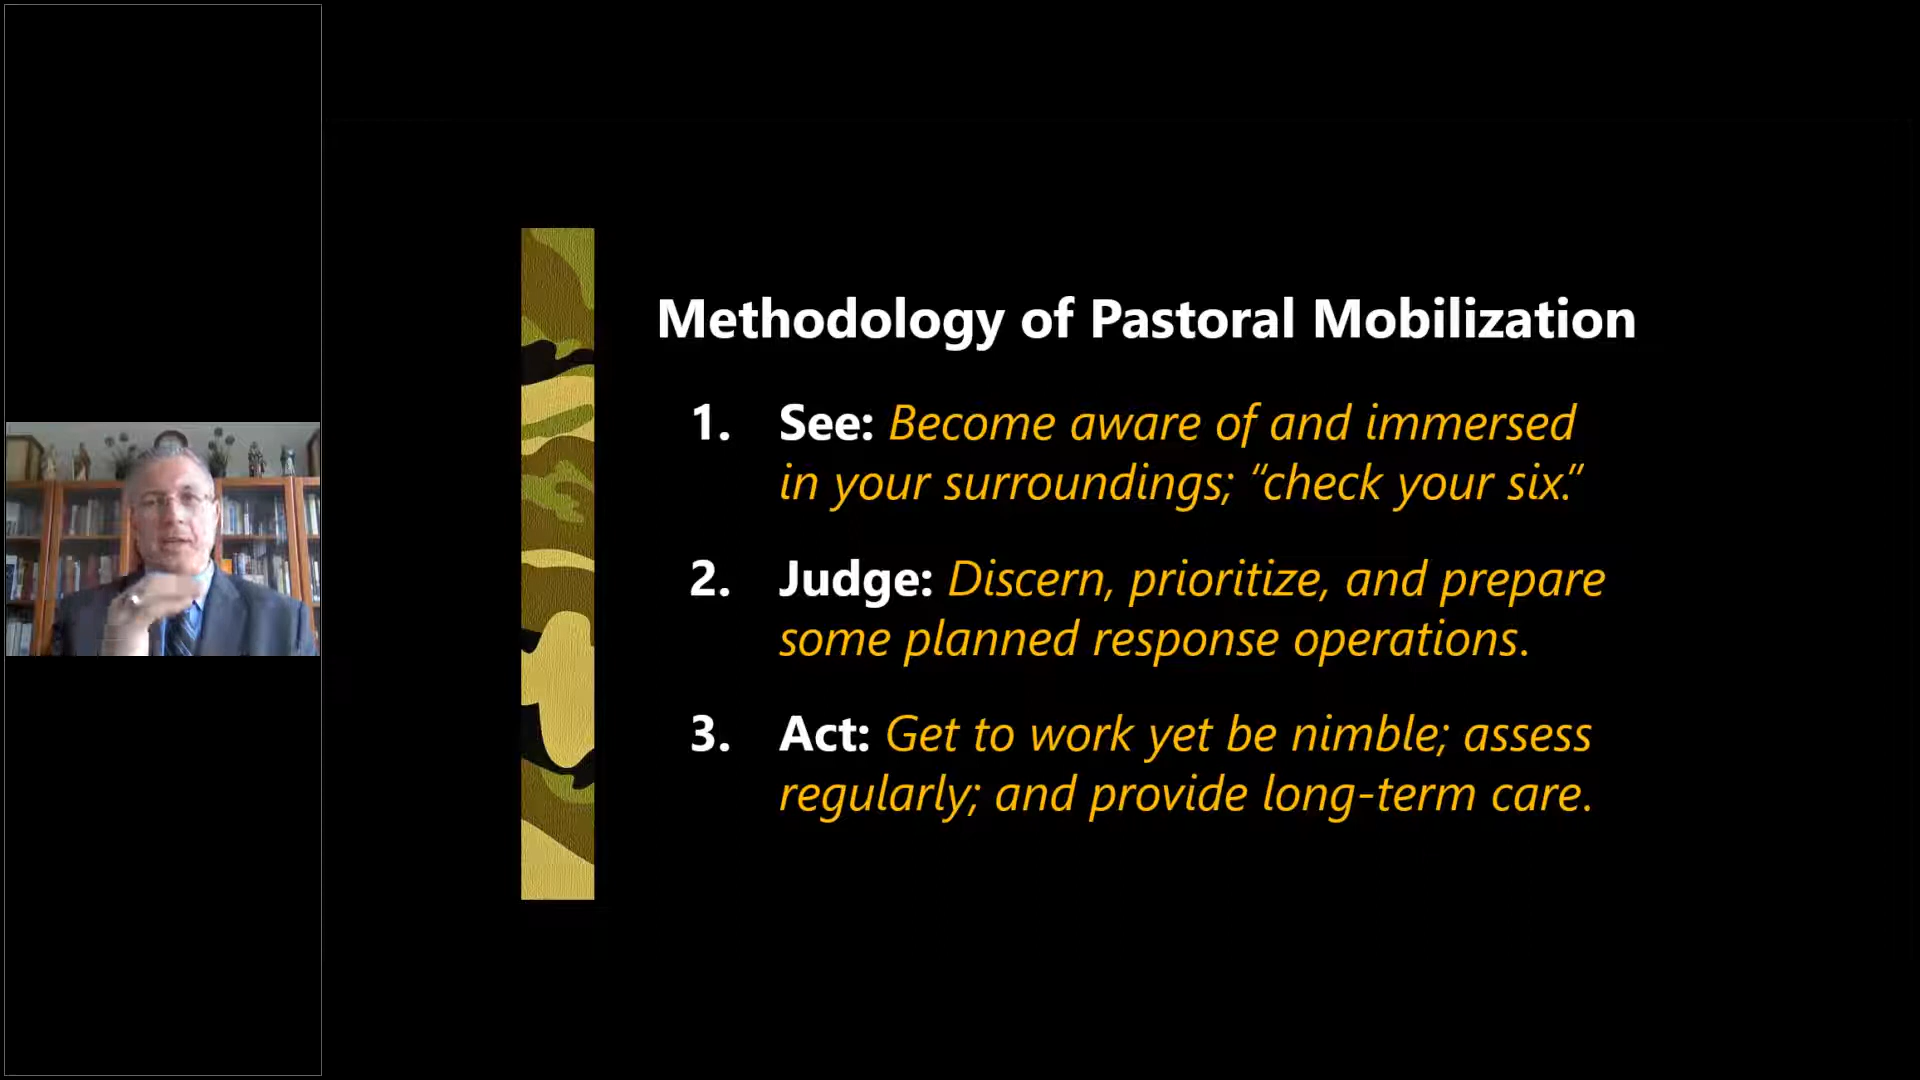 Methodology of Pastoral Mobilization
1. See: Become aware of and immersed
in your surroundings; “check your six.”
2. Judge: Discern, prioritize, and prepare
some planned response operations.
3. Act: Get to work yet be nimble; assess
regularly; and provide long-term care.